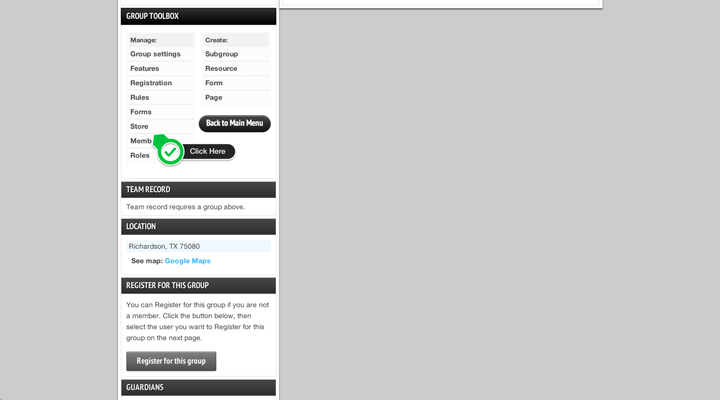 GROUP TOOLBOX
Manage:
Group settings
Features
Registration
Rules
Forms
Store
Memb
Roles
Create:
Subgroup
Resource
Form
Page
Back to Main Menu
Click Here
TEAM RECORD
Team record requires a group above.
LOCATION
Richardson, TX 75080
See map: Google Maps
REGISTER FOR THIS GROUP
You can Register for this group if you are not
a member. Click the button below, then
select the user you want to Register for this
group on the next page.
Register for this group
GUARDIANS